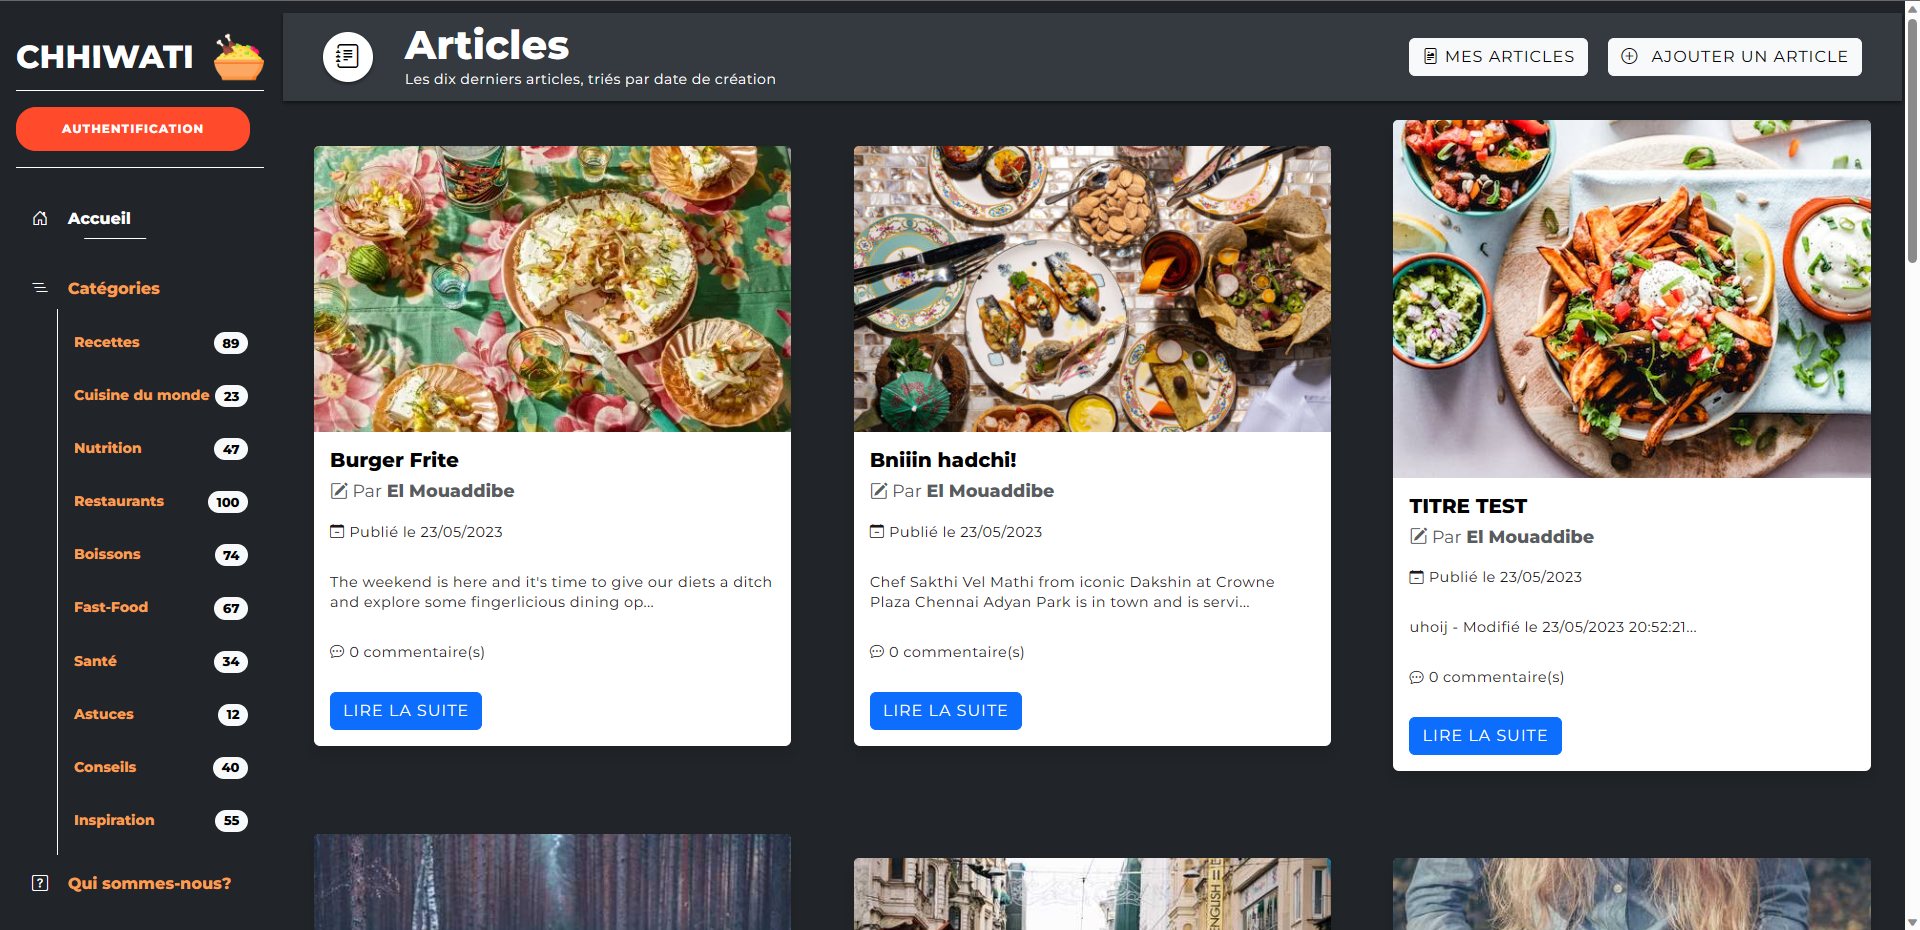 CHHIWATI
AUTHENTIFICATION
Accueil
Catégories
Recettes 89
Cuisine du monde 23
Nutrition 47
Restaurants 100
Boissons 74
Fast-Food 67
Santé 34
Astuces 12
Conseils 40
Inspiration 55
Qui sommes-nous?
Articles
Les dix derniers articles, triés par date de création
MES ARTICLES
AJOUTER UN ARTICLE
Burger Frite
Par El Mouaddibe
Publié le 23/05/2023
The weekend is here and it's time to give our diets a ditch
and explore some fingerlicious dining op...
0 commentaire(s)
LIRE LA SUITE
Bniiin hadchi!
Par El Mouaddibe
Publié le 23/05/2023
Chef Sakthi Vel Mathi from iconic Dakshin at Crowne
Plaza Chennai Adyan Park is in town and is servi...
0 commentaire(s)
LIRE LA SUITE
TITRE TEST
Par El Mouaddibe
Publié le 23/05/2023
uhoij - Modifié le 23/05/2023 20:52:21...
0 commentaire(s)
LIRE LA SUITE
ENGLISH